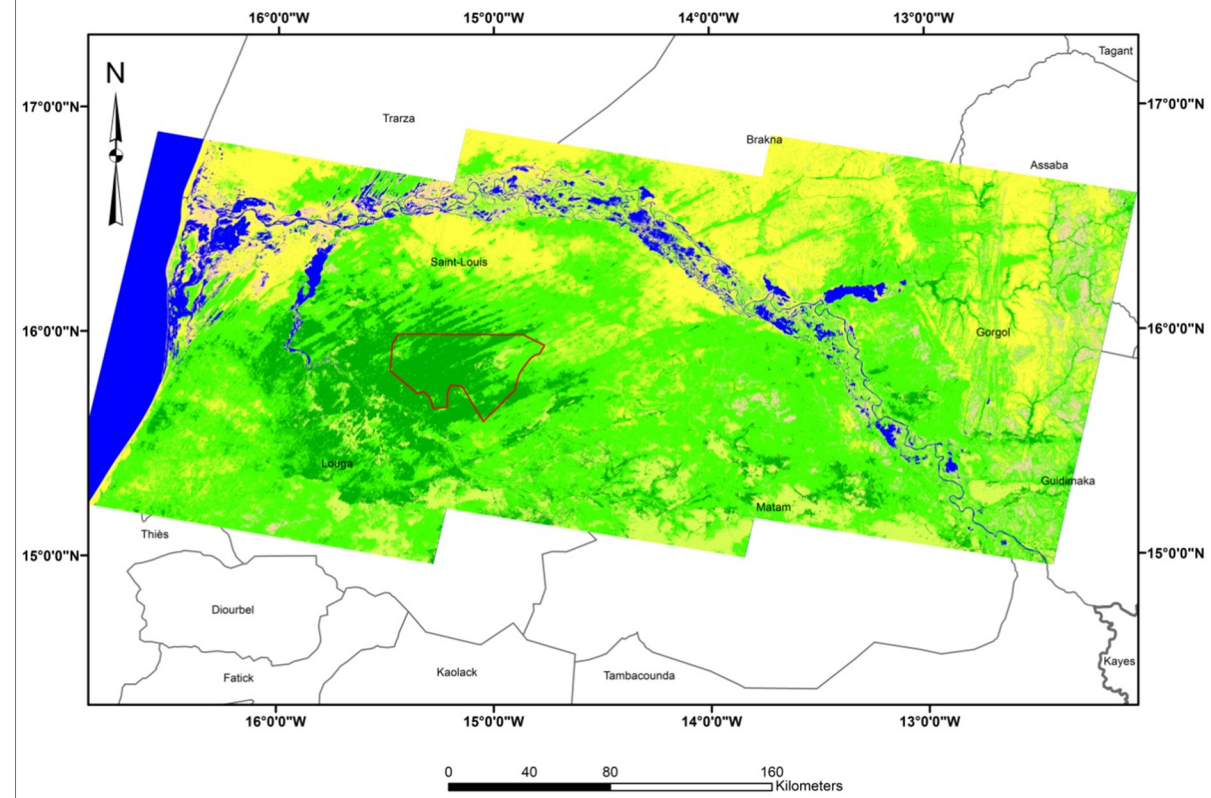 16°0'0"W 15°0'0"W 14°0'0"W 13°0'0"W
N
Tagant
17°0'0"N
17°0'0"N
Trarza
Brakna
Assaba
Saint-Louis
16°0'0"N
16°0'0"N
Gorgol
Louga
Guidimaka
Matam
Thiès
15°0'0"N
15°0'0"N
Diourbel
Kayes
Fatick
Kaolack
Tambacounda
16°0'0"W 15°0'0"W 14°0'0"W 13°0'0"W
0 40 80 160
Kilometers